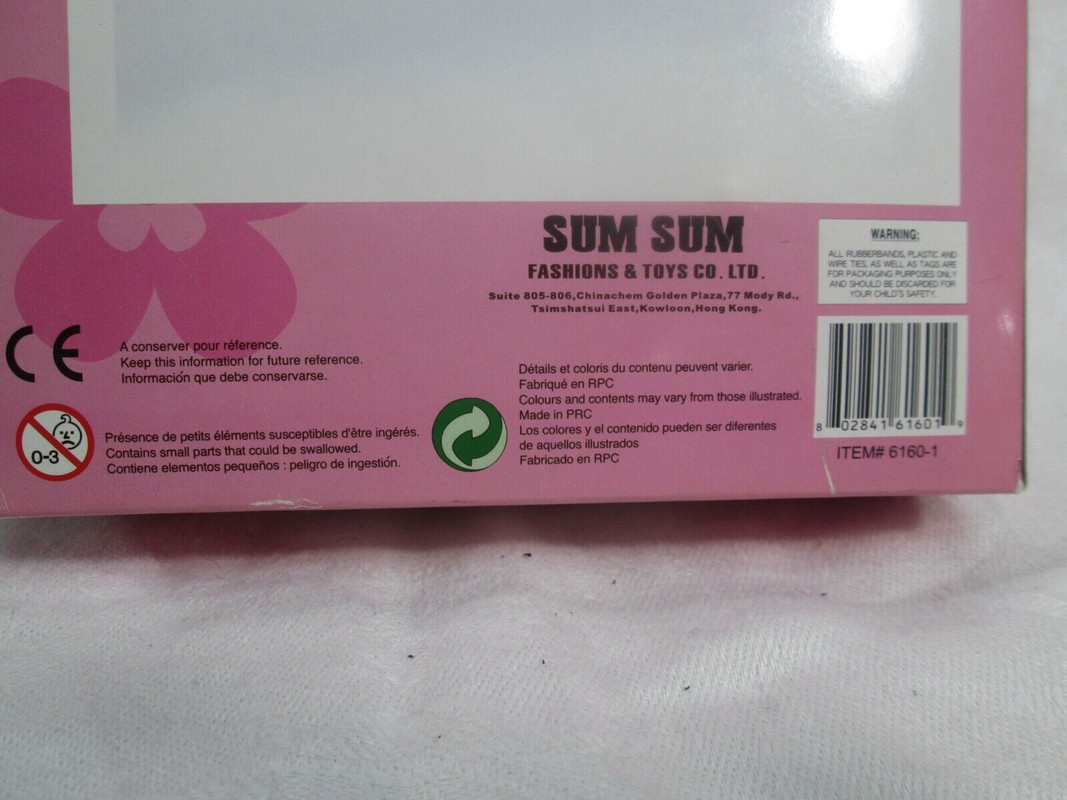 SUM SUM
FASHIONS & TOYS CO. LTD.
Suite 805-806,Chinachem Golden Plaza,77 Mody Rd.,
Tsimshatsui East,Kowloon,Hong Kong.
WARNING:
ALL RUBBERBANDS, PLASTIC AND
WIRE TIES, AS WELL AS TAGS ARE
FOR PACKAGING PURPOSES ONLY
AND SHOULD BE DISCARDED FOR
YOUR CHILD'S SAFETY.
CE
A conserver pour réference.
Keep this information for future reference.
Información que debe conservarse.
0-3
Présence de petits éléments susceptibles d'être ingérés.
Contains small parts that could be swallowed.
Contiene elementos pequeños : peligro de ingestión.
Détails et coloris du contenu peuvent varier.
Fabriqué en RPC
Colours and contents may vary from those illustrated.
Made in PRC
Los colores y el contenido pueden ser diferentes
de aquellos illustrados
Fabricado en RPC
8 02841 61601 9
ITEM# 6160-1